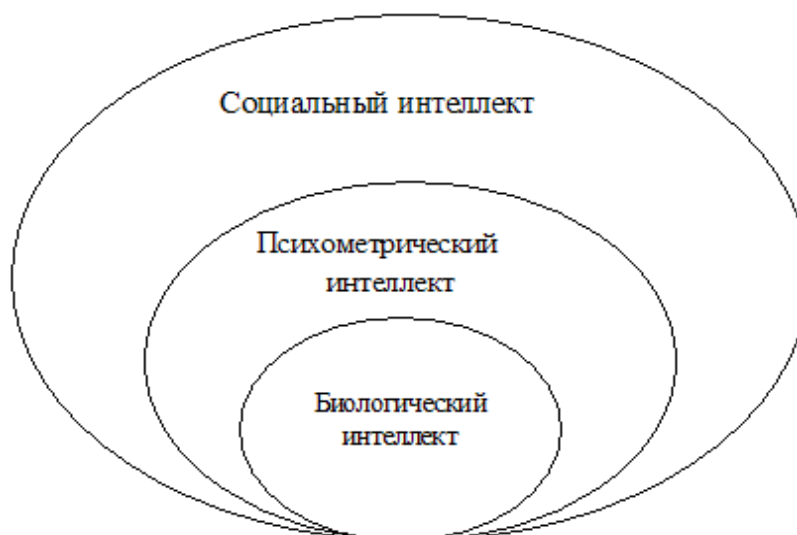 Социальный интеллект
Психометрический
интеллект
Биологический
интеллект